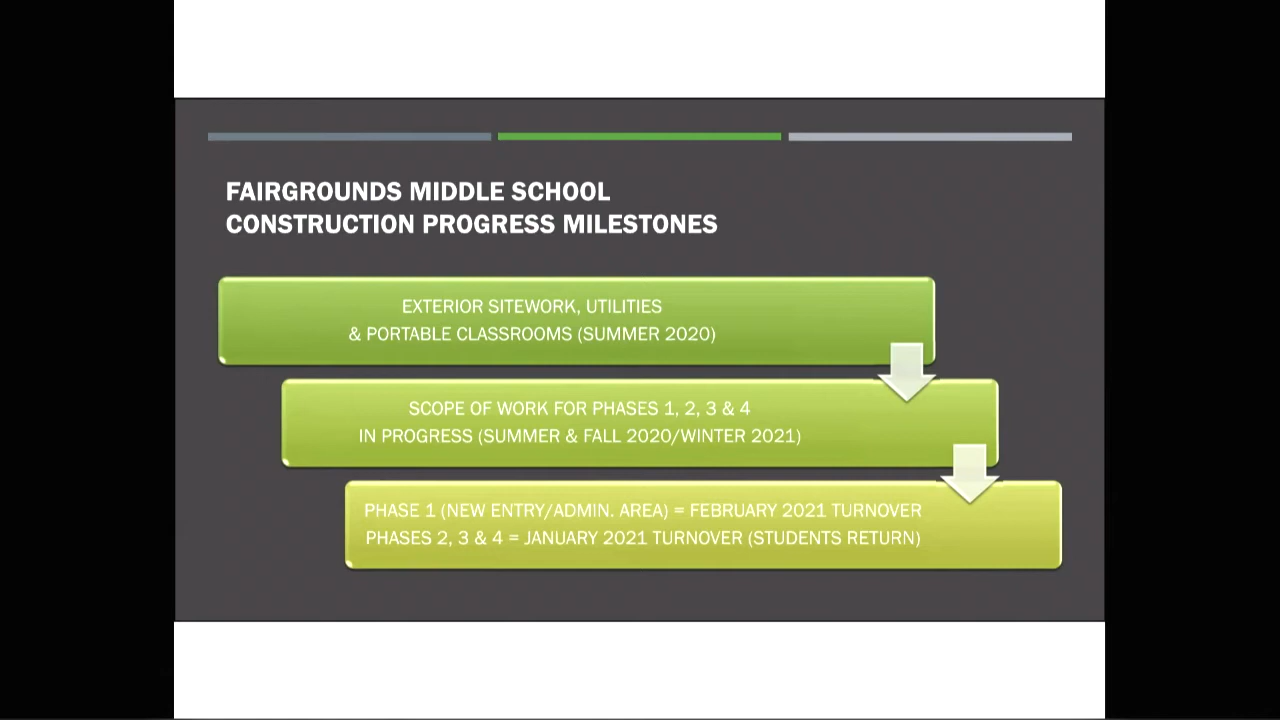 FAIRGROUNDS MIDDLE SCHOOL
CONSTRUCTION PROGRESS MILESTONES
EXTERIOR SITEWORK, UTILITIES
& PORTABLE CLASSROOMS (SUMMER 2020)
SCOPE OF WORK FOR PHASES 1, 2, 3 & 4
IN PROGRESS (SUMMER & FALL 2020/WINTER 2021)
PHASE 1 (NEW ENTRY/ADMIN. AREA) = FEBRUARY 2021 TURNOVER
PHASES 2, 3 & 4 = JANUARY 2021 TURNOVER (STUDENTS RETURN)